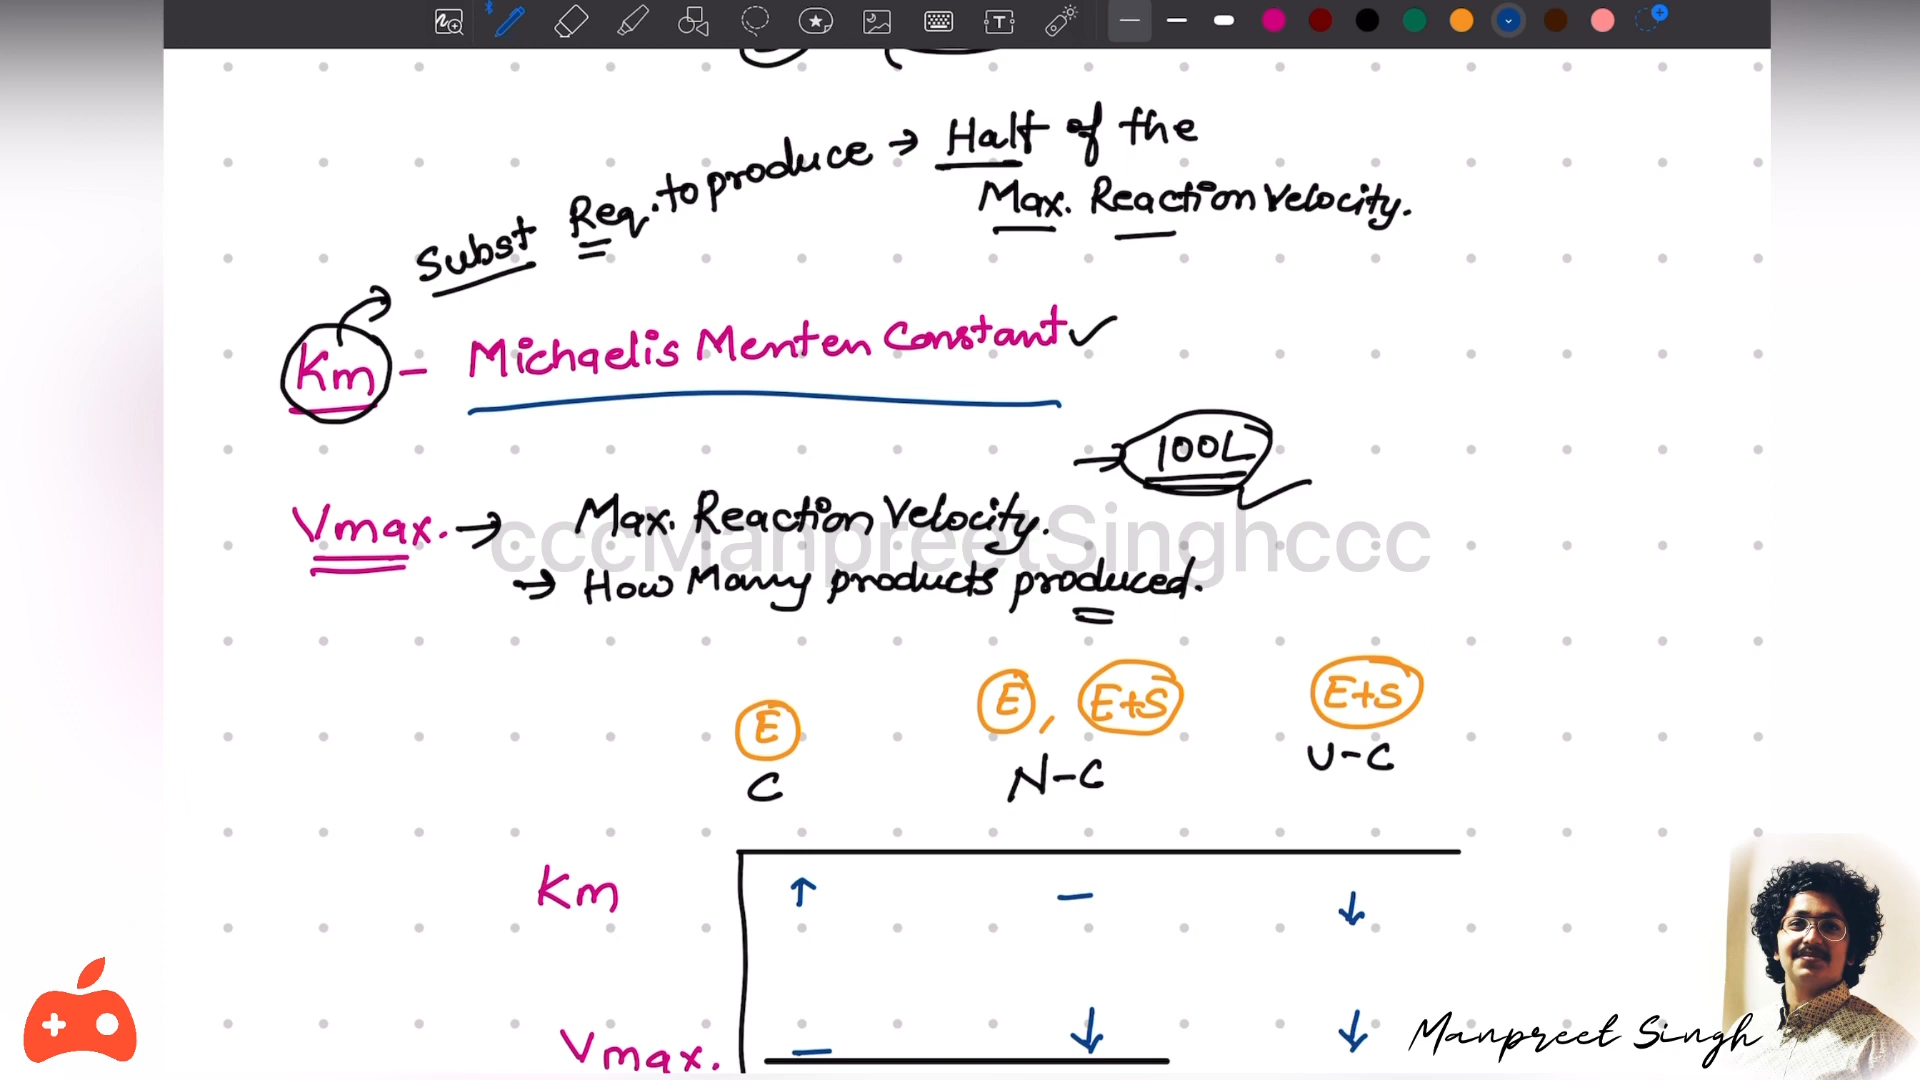 Half of the
Subst Req. to produce → Max. Reaction Velocity.
Km - Michaelis Menten Constant ✓
→ 100L
Vmax. → Max. Reaction Velocity.
cccManpreetSinghccc
→ How Many products produced.
E E, E+S E+S
C N-C U-C
Km ↑ – ↓
Vmax. – ↓ ↓
Manpreet Singh